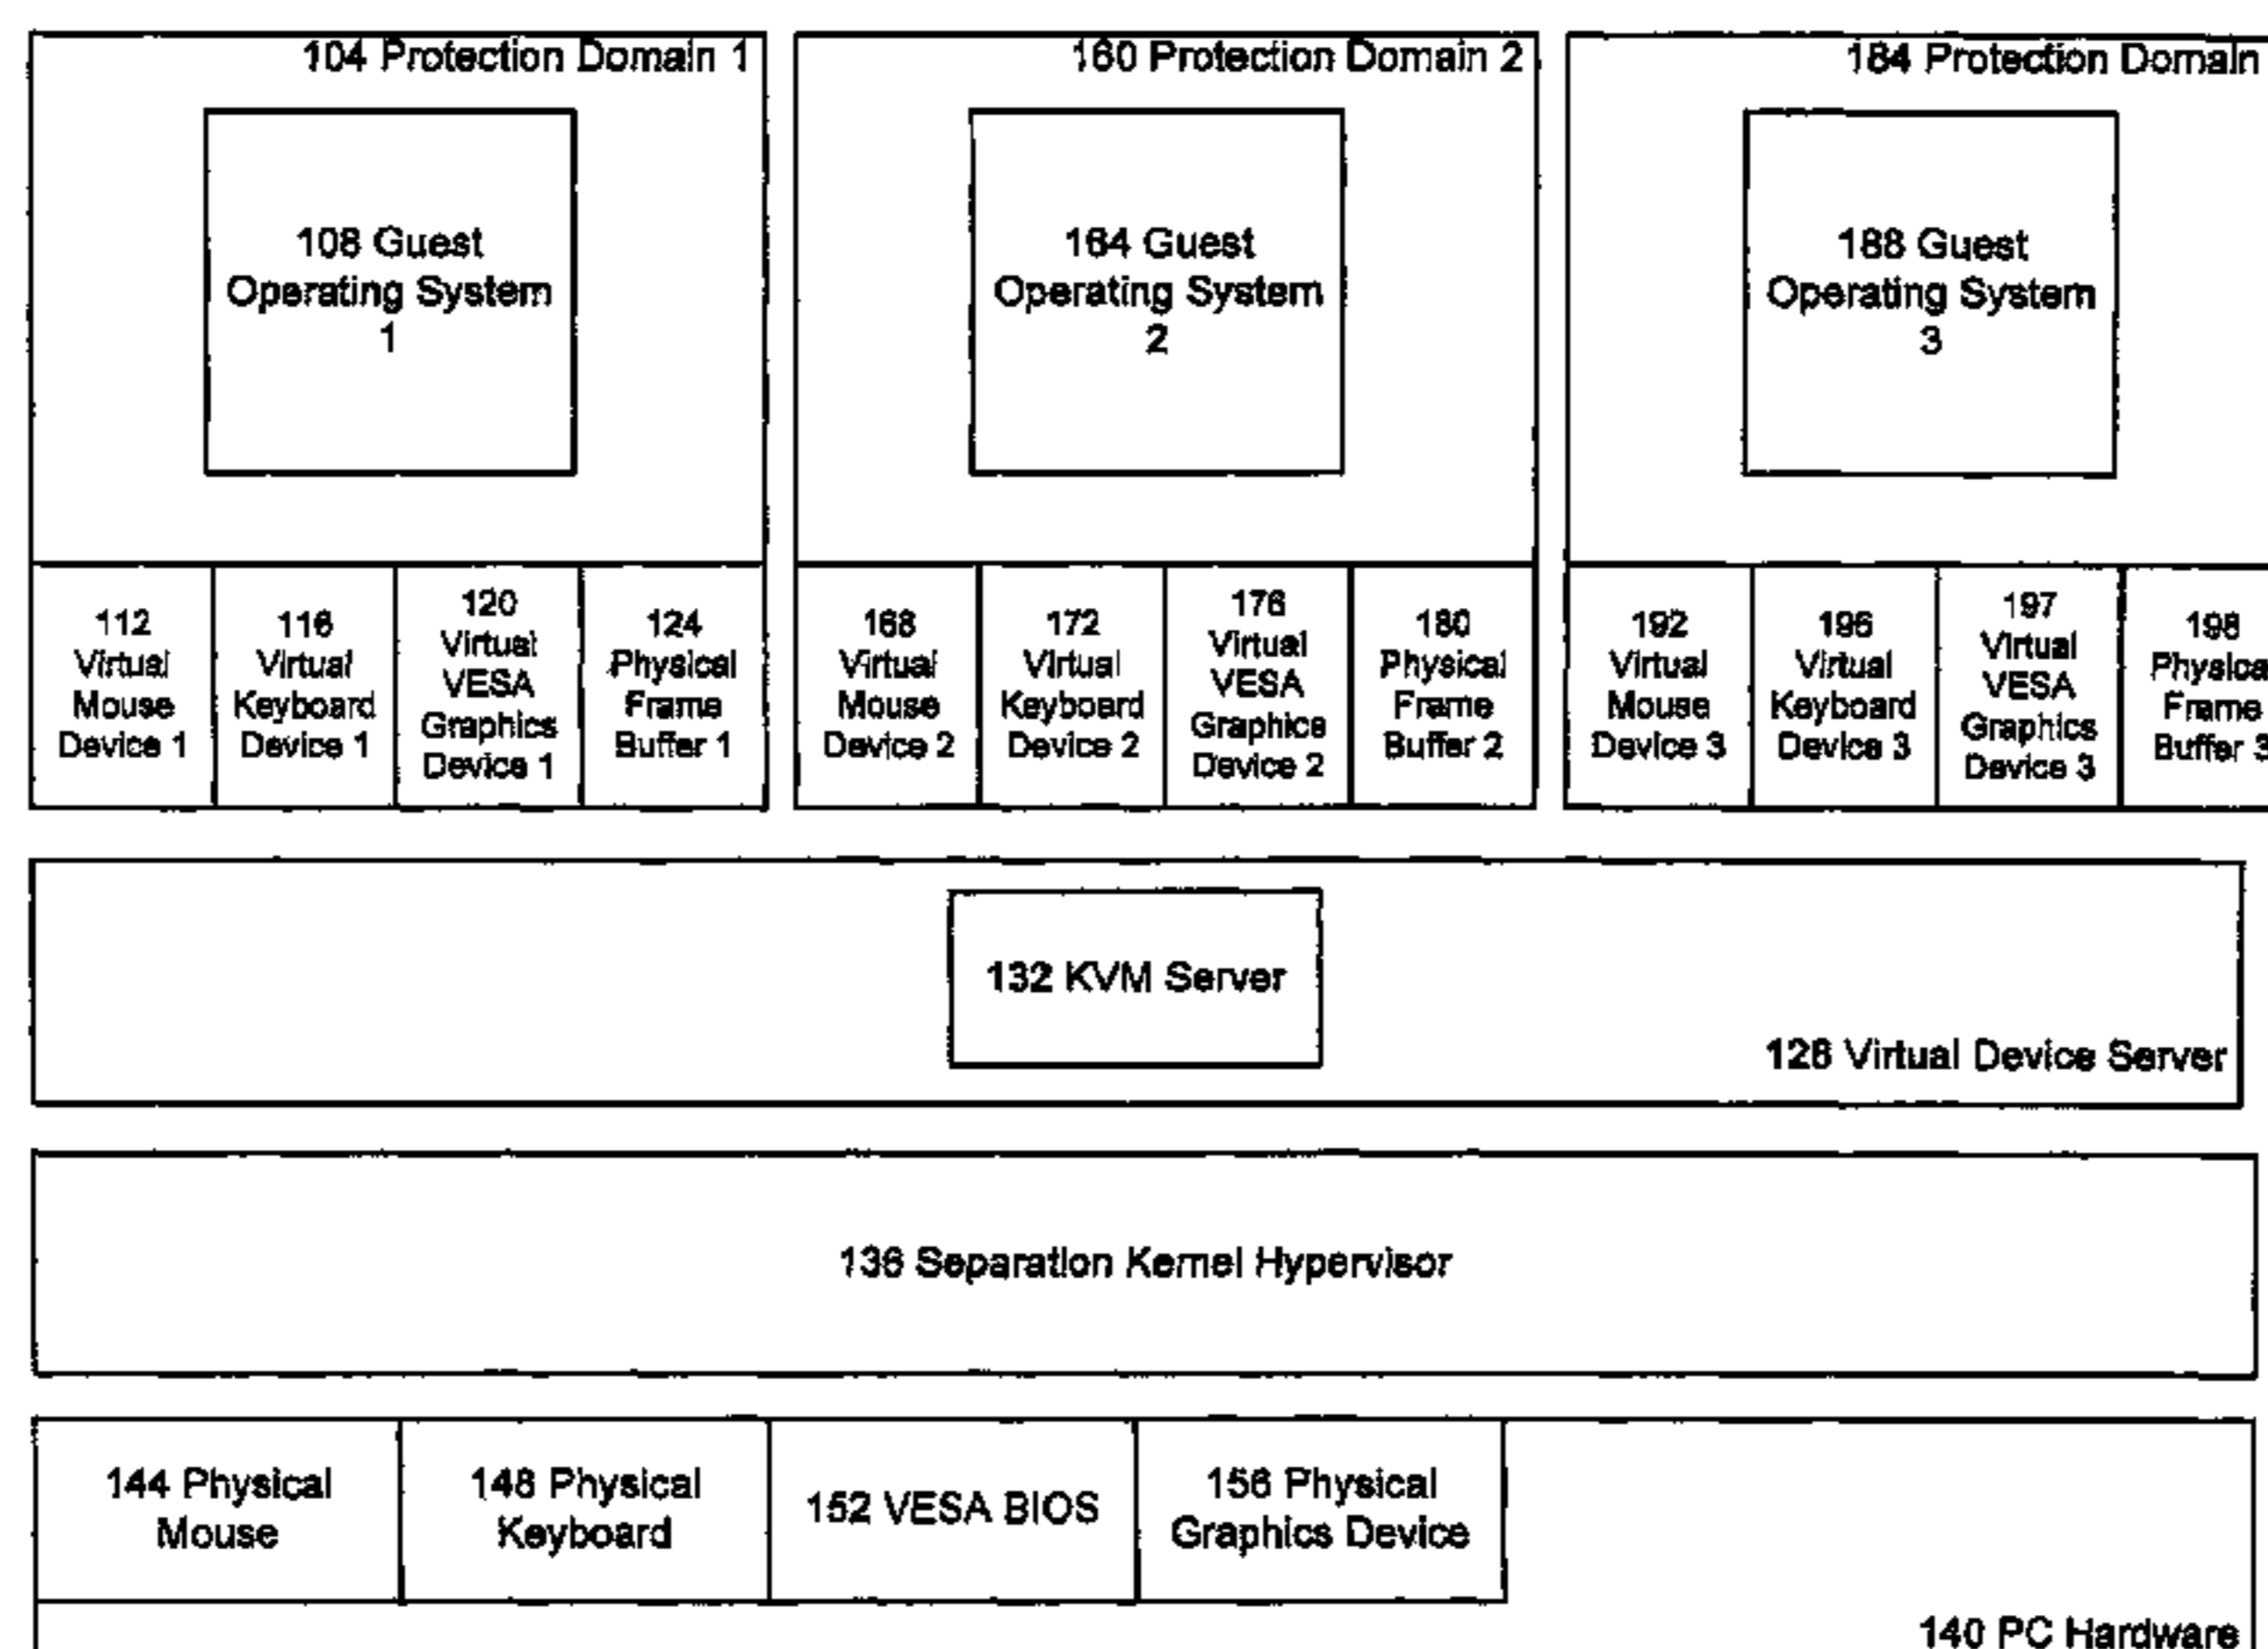 104 Protection Domain 1
108 Guest
Operating System
1
112
Virtual
Mouse
Device 1
116
Virtual
Keyboard
Device 1
120
Virtual
VESA
Graphics
Device 1
124
Physical
Frame
Buffer 1
160 Protection Domain 2
164 Guest
Operating System
2
168
Virtual
Mouse
Device 2
172
Virtual
Keyboard
Device 2
176
Virtual
VESA
Graphics
Device 2
180
Physical
Frame
Buffer 2
184 Protection Domain
188 Guest
Operating System
3
192
Virtual
Mouse
Device 3
196
Virtual
Keyboard
Device 3
197
Virtual
VESA
Graphics
Device 3
198
Physical
Frame
Buffer 3
132 KVM Server
128 Virtual Device Server
136 Separation Kernel Hypervisor
144 Physical
Mouse
148 Physical
Keyboard
152 VESA BIOS
156 Physical
Graphics Device
140 PC Hardware